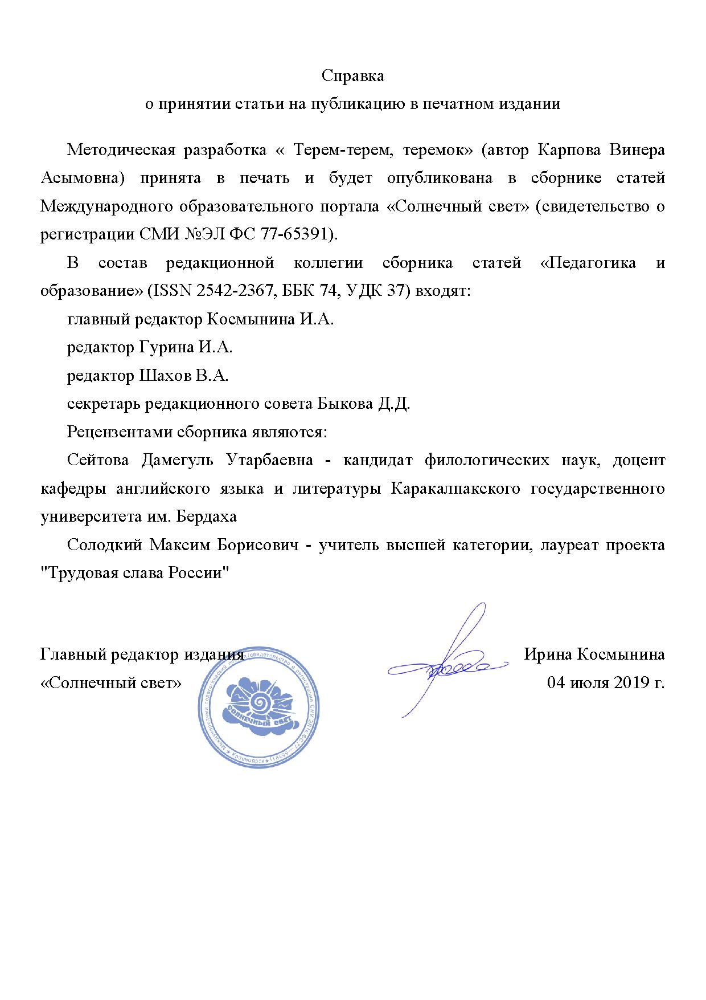 Справка
о принятии статьи на публикацию в печатном издании
Методическая разработка « Терем-терем, теремок» (автор Карпова Винера
Асымовна) принята в печать и будет опубликована в сборнике статей
Международного образовательного портала «Солнечный свет» (свидетельство о
регистрации СМИ №ЭЛ ФС 77-65391).
В состав редакционной коллегии сборника статей «Педагогика и
образование» (ISSN 2542-2367, ББК 74, УДК 37) входят:
главный редактор Космынина И.А.
редактор Гурина И.А.
редактор Шахов В.А.
секретарь редакционного совета Быкова Д.Д.
Рецензентами сборника являются:
Сейтова Дамегуль Утарбаевна - кандидат филологических наук, доцент
кафедры английского языка и литературы Каракалпакского государственного
университета им. Бердаха
Солодкий Максим Борисович - учитель высшей категории, лауреат проекта
"Трудовая слава России"
Главный редактор издания Ирина Космынина
«Солнечный свет» 04 июля 2019 г.
Международный педагогический портал (свидетельство о регистрации СМИ ЭЛ № ФС 77—65391) ★ Красноярск ★
СОЛНЕЧНЫЙ СВЕТ